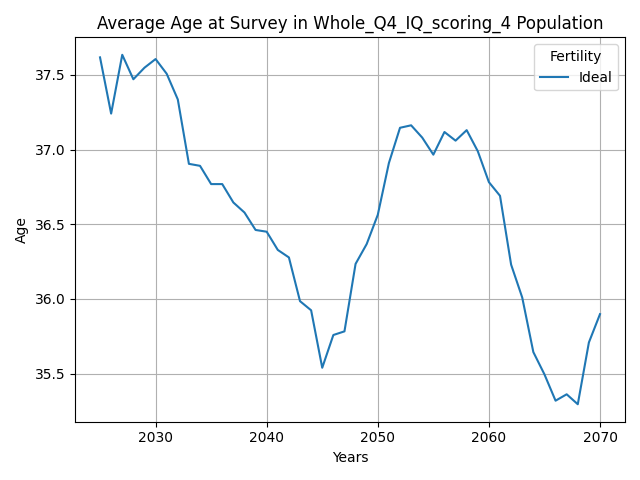 Average Age at Survey in Whole_Q4_IQ_scoring_4 Population
Fertility
Ideal
37.5
37.0
36.5
36.0
35.5
Age
2030 2040 2050 2060 2070
Years